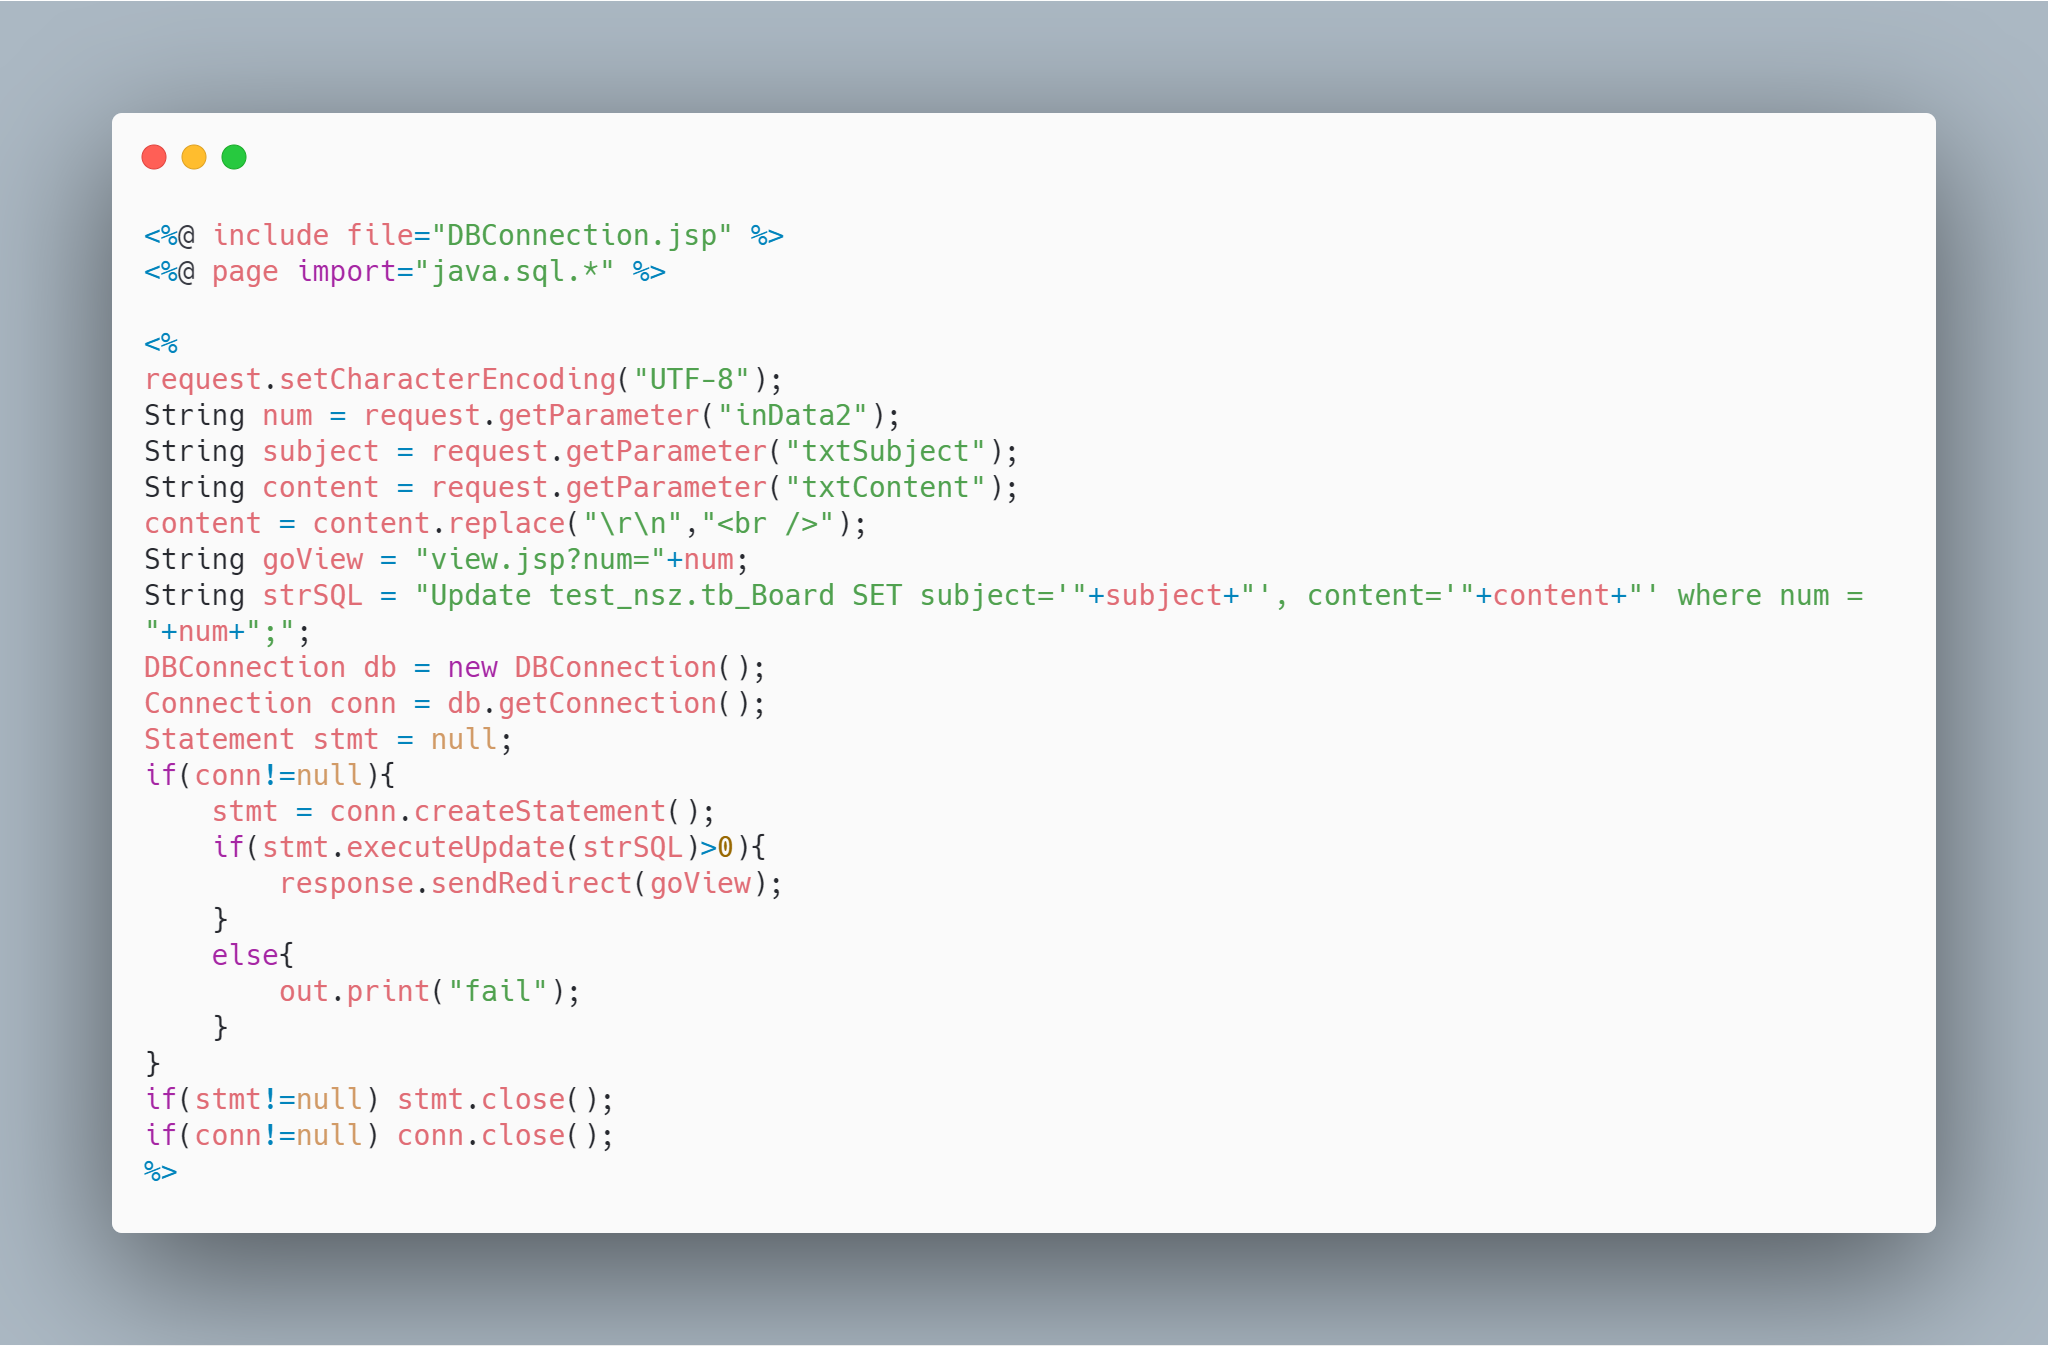 <%@ include file="DBConnection.jsp" %>
<%@ page import="java.sql.*" %>
<%
request.setCharacterEncoding("UTF-8");
String num = request.getParameter("inData2");
String subject = request.getParameter("txtSubject");
String content = request.getParameter("txtContent");
content = content.replace("\r\n","<br />");
String goView = "view.jsp?num="+num;
String strSQL = "Update test_nsz.tb_Board SET subject='"+subject+"', content='"+content+"' where num =
"+num+";";
DBConnection db = new DBConnection();
Connection conn = db.getConnection();
Statement stmt = null;
if(conn!=null){
    stmt = conn.createStatement();
    if(stmt.executeUpdate(strSQL)>0){
        response.sendRedirect(goView);
    }
    else{
        out.print("fail");
    }
}
if(stmt!=null) stmt.close();
if(conn!=null) conn.close();
%>